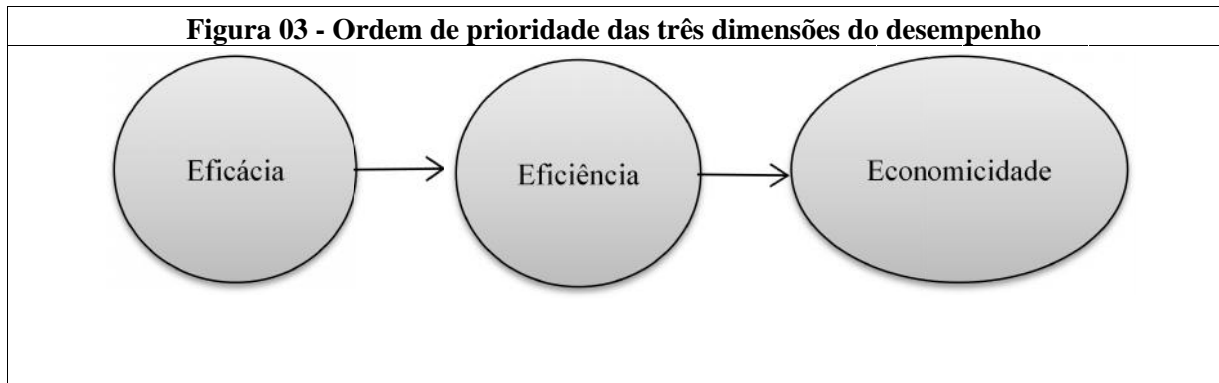 Figura 03 - Ordem de prioridade das três dimensões do desempenho
Eficácia
Eficiência
Economicidade